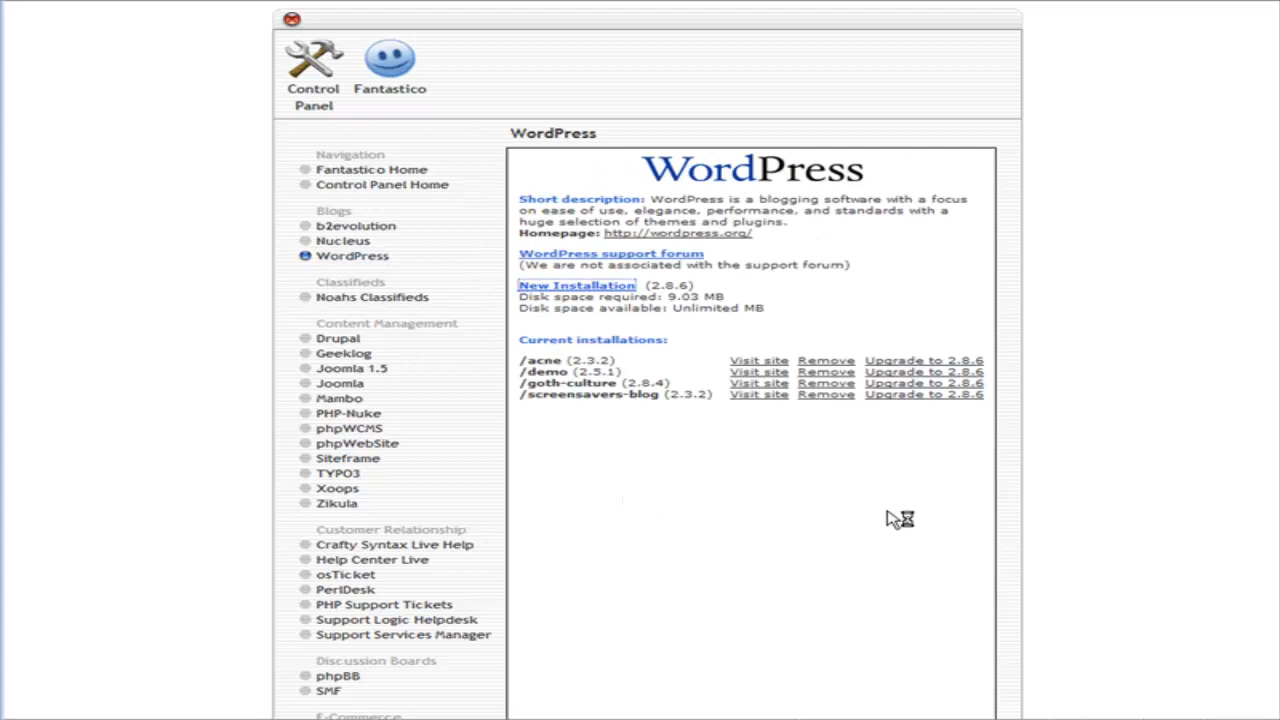 Control
Panel
Fantastico
Navigation
Fantastico Home
Control Panel Home
Blogs
b2evolution
Nucleus
WordPress
Classifieds
Noahs Classifieds
Content Management
Drupal
Geeklog
Joomla 1.5
Joomla
Mambo
PHP-Nuke
phpWCMS
phpWebSite
Siteframe
TYPO3
Xoops
Zikula
Customer Relationship
Crafty Syntax Live Help
Help Center Live
osTicket
PerlDesk
PHP Support Tickets
Support Logic Helpdesk
Support Services Manager
Discussion Boards
phpBB
SMF
E-Commerce
WordPress
WordPress
Short description: WordPress is a blogging software with a focus
on ease of use, elegance, performance, and standards with a
huge selection of themes and plugins.
Homepage: http://wordpress.org/
WordPress support forum
(We are not associated with the support forum)
New Installation (2.8.6)
Disk space required: 9.03 MB
Disk space available: Unlimited MB
Current installations:
/acne (2.3.2) Visit site Remove Upgrade to 2.8.6
/demo (2.5.1) Visit site Remove Upgrade to 2.8.6
/goth-culture (2.8.4) Visit site Remove Upgrade to 2.8.6
/screensavers-blog (2.3.2) Visit site Remove Upgrade to 2.8.6